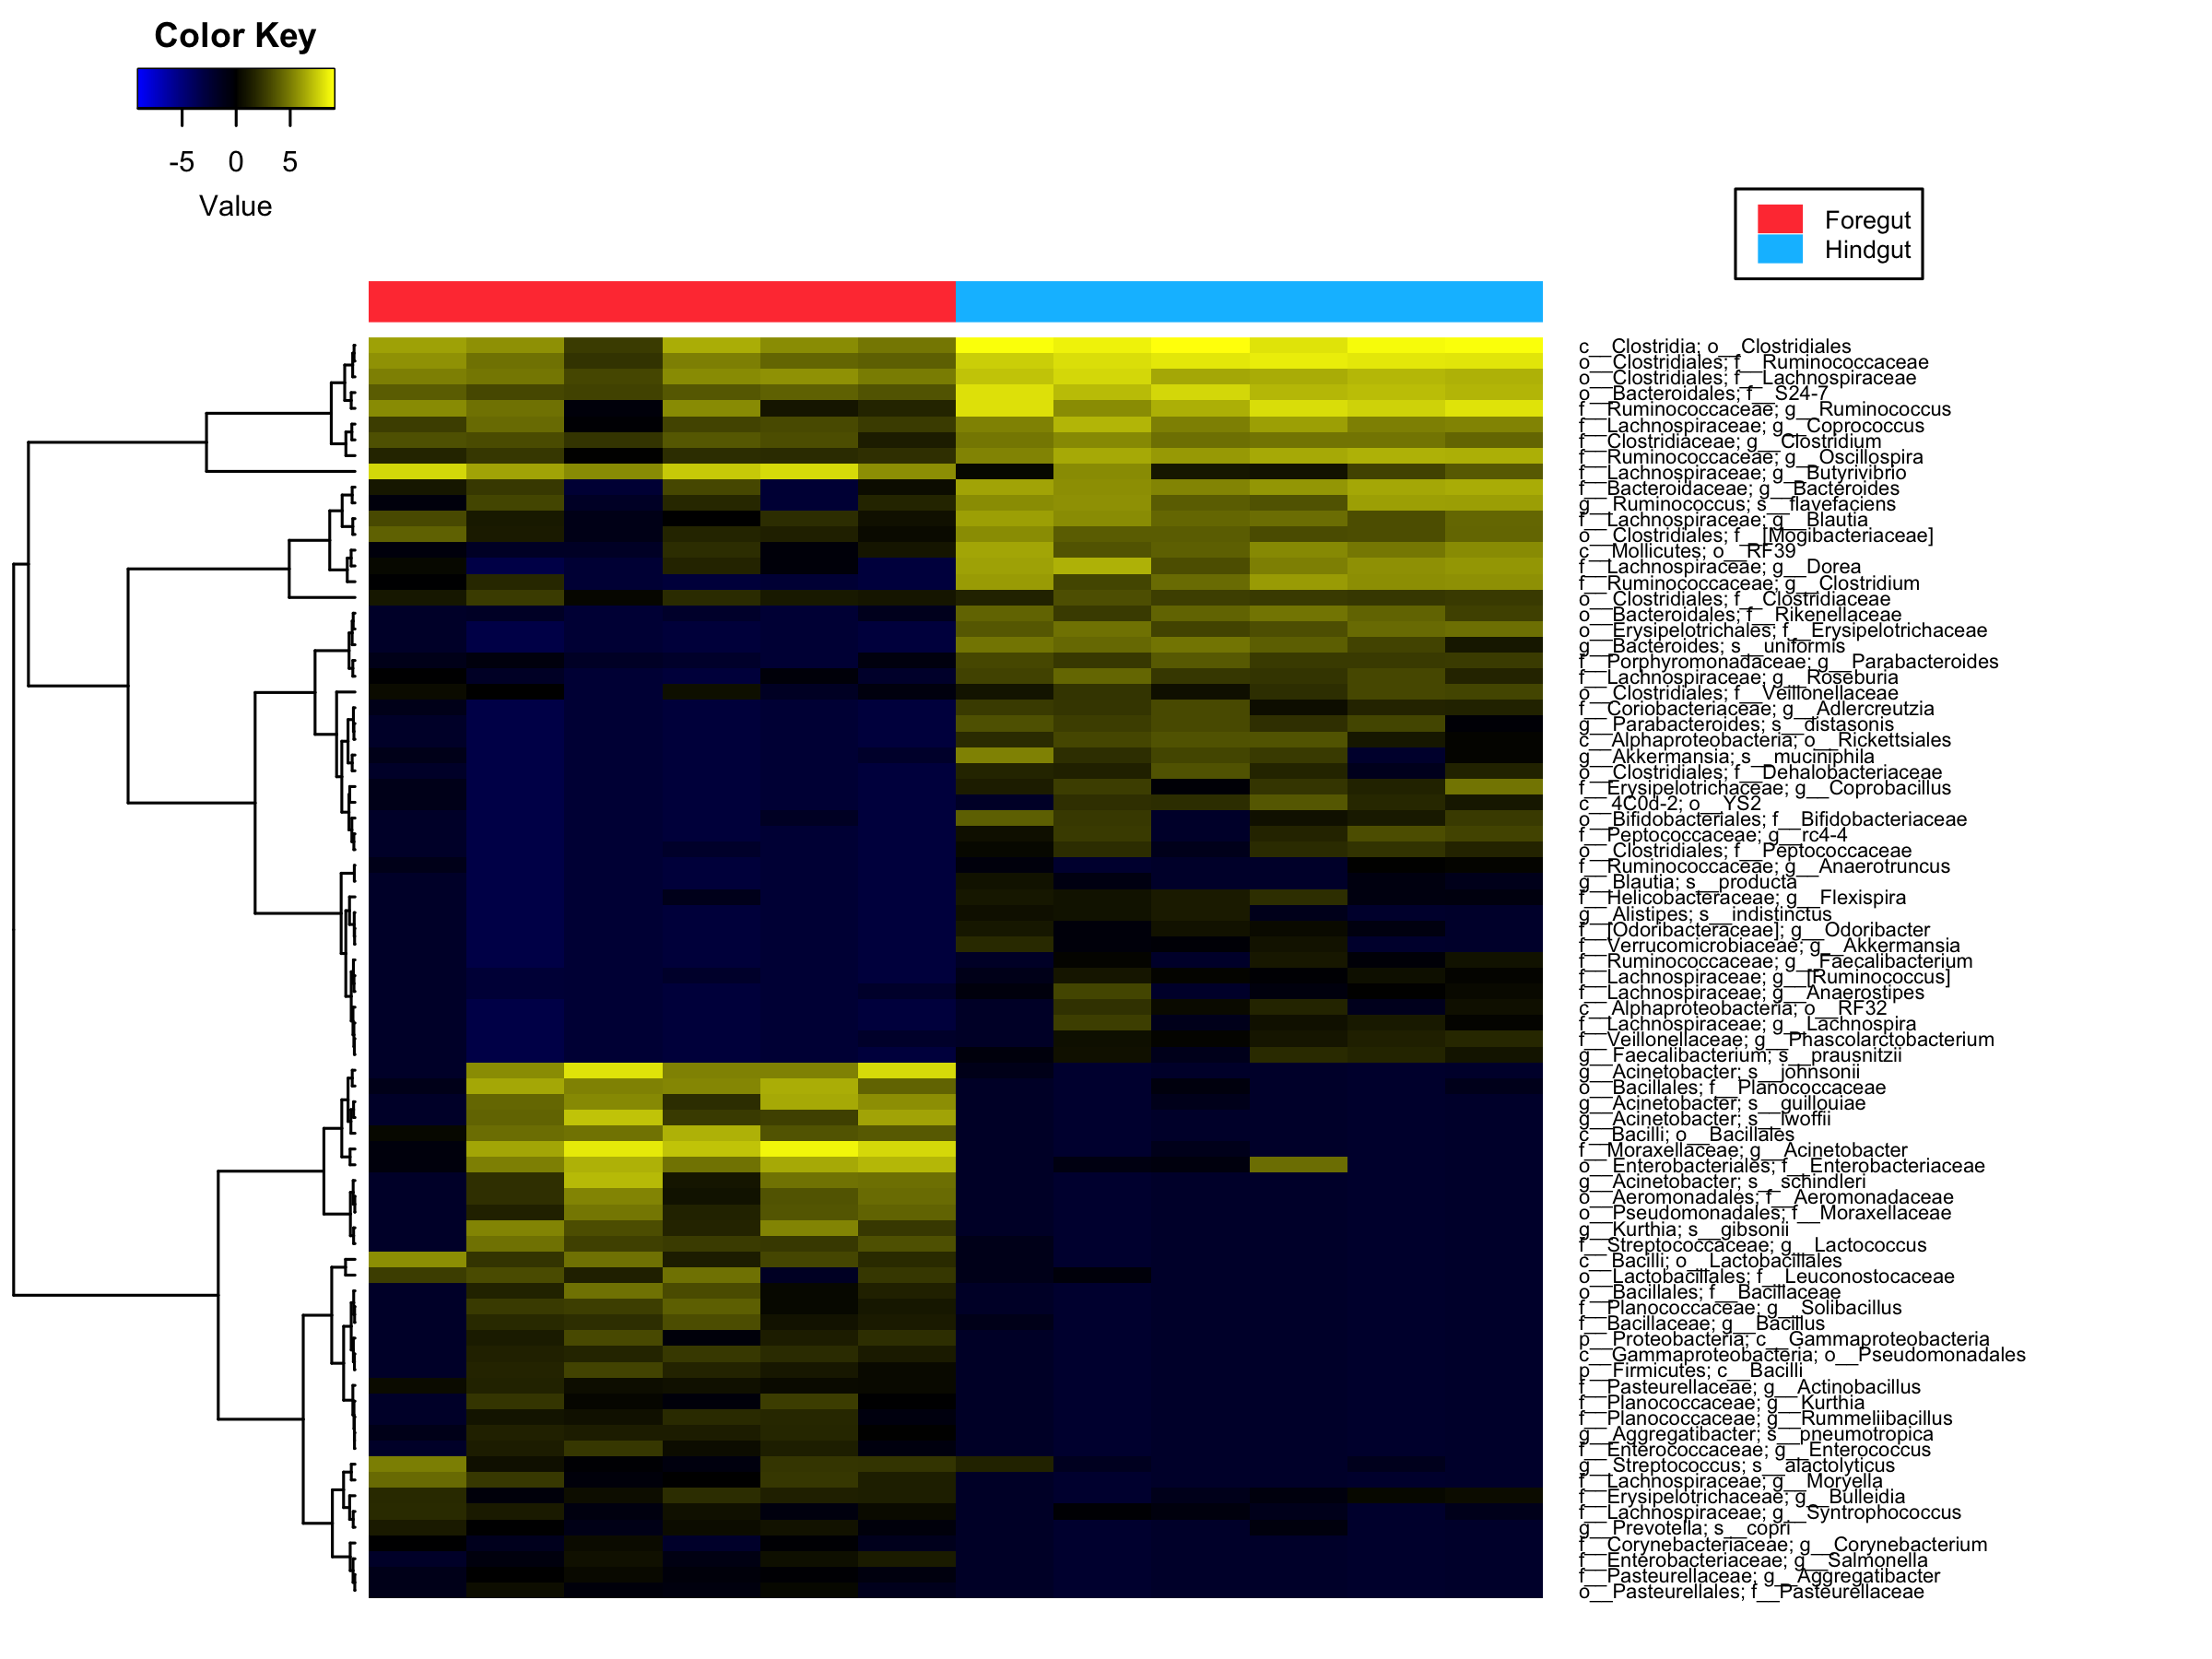 Color Key
-5 0 5
Value
Foregut
Hindgut
c__Clostridia; o__Clostridiales
o__Clostridiales; f__Ruminococcaceae
o__Clostridiales; f__Lachnospiraceae
o__Bacteroidales; f__S24-7
f__Ruminococcaceae; g__Ruminococcus
f__Lachnospiraceae; g__Coprococcus
f__Clostridiaceae; g__Clostridium
f__Ruminococcaceae; g__Oscillospira
f__Lachnospiraceae; g__Butyrivibrio
f__Bacteroidaceae; g__Bacteroides
g__Ruminococcus; s__flavefaciens
f__Lachnospiraceae; g__Blautia
o__Clostridiales; f__[Mogibacteriaceae]
c__Mollicutes; o__RF39
f__Lachnospiraceae; g__Dorea
f__Ruminococcaceae; g__Clostridium
o__Clostridiales; f__Clostridiaceae
o__Bacteroidales; f__Rikenellaceae
o__Erysipelotrichales; f__Erysipelotrichaceae
g__Bacteroides; s__uniformis
f__Porphyromonadaceae; g__Parabacteroides
f__Lachnospiraceae; g__Roseburia
o__Clostridiales; f__Veillonellaceae
f__Coriobacteriaceae; g__Adlercreutzia
g__Parabacteroides; s__distasonis
c__Alphaproteobacteria; o__Rickettsiales
g__Akkermansia; s__muciniphila
o__Clostridiales; f__Dehalobacteriaceae
f__Erysipelotrichaceae; g__Coprobacillus
c__4C0d-2; o__YS2
o__Bifidobacteriales; f__Bifidobacteriaceae
f__Peptococcaceae; g__rc4-4
o__Clostridiales; f__Peptococcaceae
f__Ruminococcaceae; g__Anaerotruncus
g__Blautia; s__producta
f__Helicobacteraceae; g__Flexispira
g__Alistipes; s__indistinctus
f__[Odoribacteraceae]; g__Odoribacter
f__Verrucomicrobiaceae; g__Akkermansia
f__Ruminococcaceae; g__Faecalibacterium
f__Lachnospiraceae; g__[Ruminococcus]
f__Lachnospiraceae; g__Anaerostipes
c__Alphaproteobacteria; o__RF32
f__Lachnospiraceae; g__Lachnospira
f__Veillonellaceae; g__Phascolarctobacterium
g__Faecalibacterium; s__prausnitzii
g__Acinetobacter; s__johnsonii
o__Bacillales; f__Planococcaceae
g__Acinetobacter; s__guillouiae
g__Acinetobacter; s__lwoffii
c__Bacilli; o__Bacillales
f__Moraxellaceae; g__Acinetobacter
o__Enterobacteriales; f__Enterobacteriaceae
g__Acinetobacter; s__schindleri
o__Aeromonadales; f__Aeromonadaceae
o__Pseudomonadales; f__Moraxellaceae
g__Kurthia; s__gibsonii
f__Streptococcaceae; g__Lactococcus
c__Bacilli; o__Lactobacillales
o__Lactobacillales; f__Leuconostocaceae
o__Bacillales; f__Bacillaceae
f__Planococcaceae; g__Solibacillus
f__Bacillaceae; g__Bacillus
p__Proteobacteria; c__Gammaproteobacteria
c__Gammaproteobacteria; o__Pseudomonadales
p__Firmicutes; c__Bacilli
f__Pasteurellaceae; g__Actinobacillus
f__Planococcaceae; g__Kurthia
f__Planococcaceae; g__Rummeliibacillus
g__Aggregatibacter; s__pneumotropica
f__Enterococcaceae; g__Enterococcus
g__Streptococcus; s__alactolyticus
f__Lachnospiraceae; g__Moryella
f__Erysipelotrichaceae; g__Bulleidia
f__Lachnospiraceae; g__Syntrophococcus
g__Prevotella; s__copri
f__Corynebacteriaceae; g__Corynebacterium
f__Enterobacteriaceae; g__Salmonella
f__Pasteurellaceae; g__Aggregatibacter
o__Pasteurellales; f__Pasteurellaceae